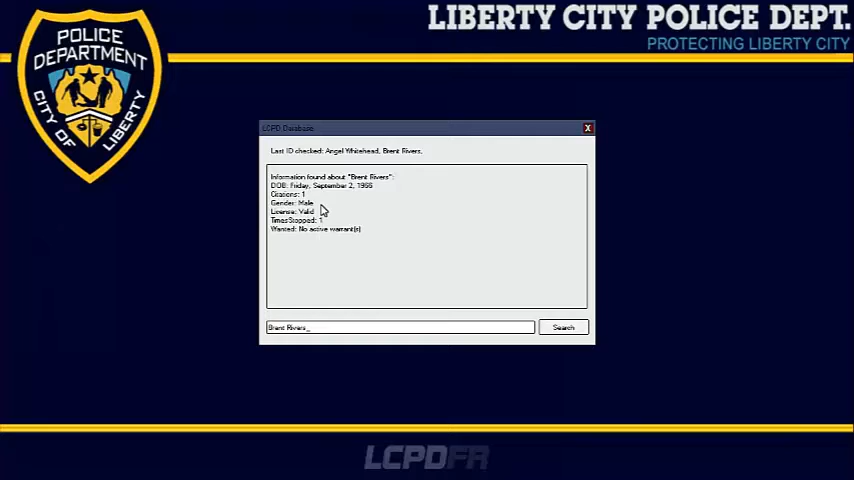 LIBERTY CITY POLICE DEPT.
PROTECTING LIBERTY CITY
POLICE
DEPARTMENT
CITY OF LIBERTY
LCPD Database
X
Last ID checked: Angel Whitehead, Brent Rivers,
Information found about "Brent Rivers":
DOB: Friday, September 2, 1966
Citations: 1
Gender: Male
License: Valid
TimesStopped: 1
Wanted: No active warrant(s)
Brent Rivers_
Search
LCPDFR